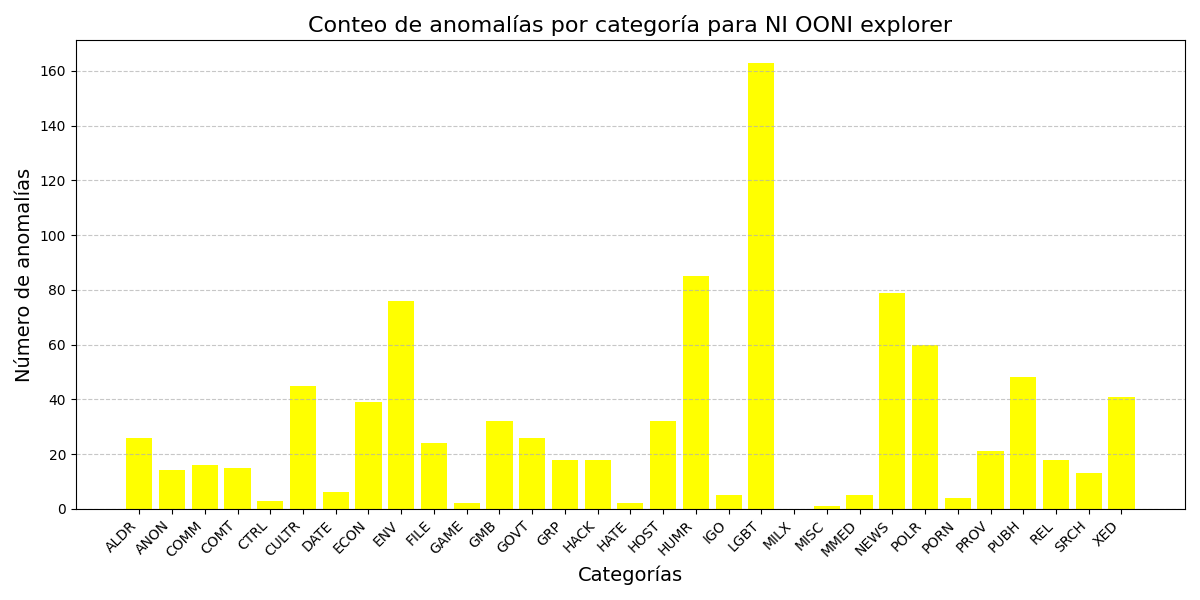 Conteo de anomalías por categoría para NI OONI explorer
Número de anomalías
160
140
120
100
80
60
40
20
0
ALDR
ANON
COMM
COMT
CTRL
CULTR
DATE
ECON
ENV
FILE
GAME
GMB
GOVT
GRP
HACK
HATE
HOST
HUMR
IGO
LGBT
MILX
MISC
MMED
NEWS
POLR
PORN
PROV
PUBH
REL
SRCH
XED
Categorías